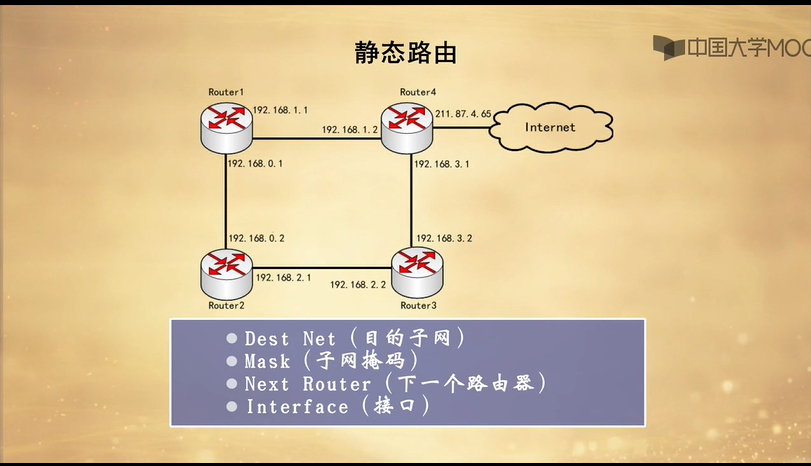 静态路由
中国大学MOO
Router1
Router4
192.168.1.1
211.87.4.65
192.168.1.2
Internet
192.168.0.1
192.168.3.1
192.168.0.2
192.168.3.2
192.168.2.1
192.168.2.2
Router2
Router3
Dest Net（目的子网）
Mask（子网掩码）
Next Router（下一个路由器）
Interface（接口）